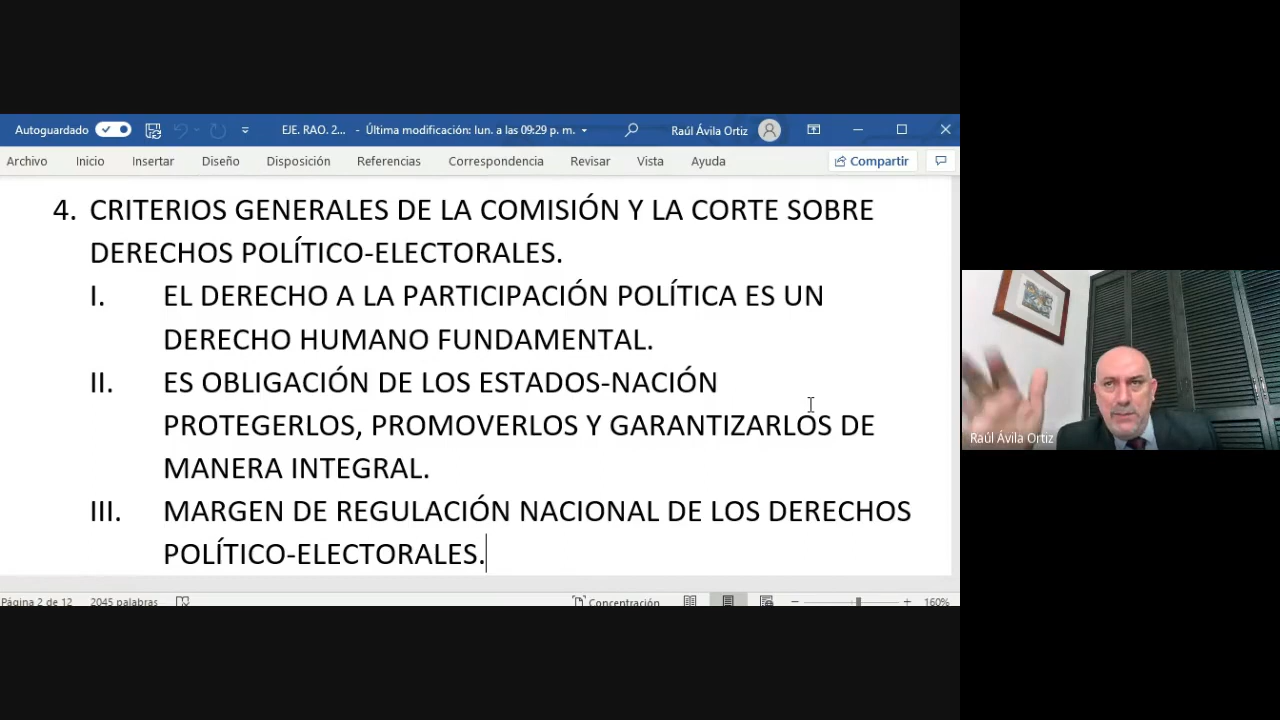 Autoguardado EJE. RAO. 2... - Última modificación: lun. a las 09:29 p. m. Raúl Ávila Ortiz
Archivo Inicio Insertar Diseño Disposición Referencias Correspondencia Revisar Vista Ayuda Compartir
4. CRITERIOS GENERALES DE LA COMISIÓN Y LA CORTE SOBRE
DERECHOS POLÍTICO-ELECTORALES.
I. EL DERECHO A LA PARTICIPACIÓN POLÍTICA ES UN
DERECHO HUMANO FUNDAMENTAL.
II. ES OBLIGACIÓN DE LOS ESTADOS-NACIÓN
PROTEGERLOS, PROMOVERLOS Y GARANTIZARLOS DE
MANERA INTEGRAL.
III. MARGEN DE REGULACIÓN NACIONAL DE LOS DERECHOS
POLÍTICO-ELECTORALES.
Página 2 de 12 2045 palabras Concentración 160%
Raúl Ávila Ortiz